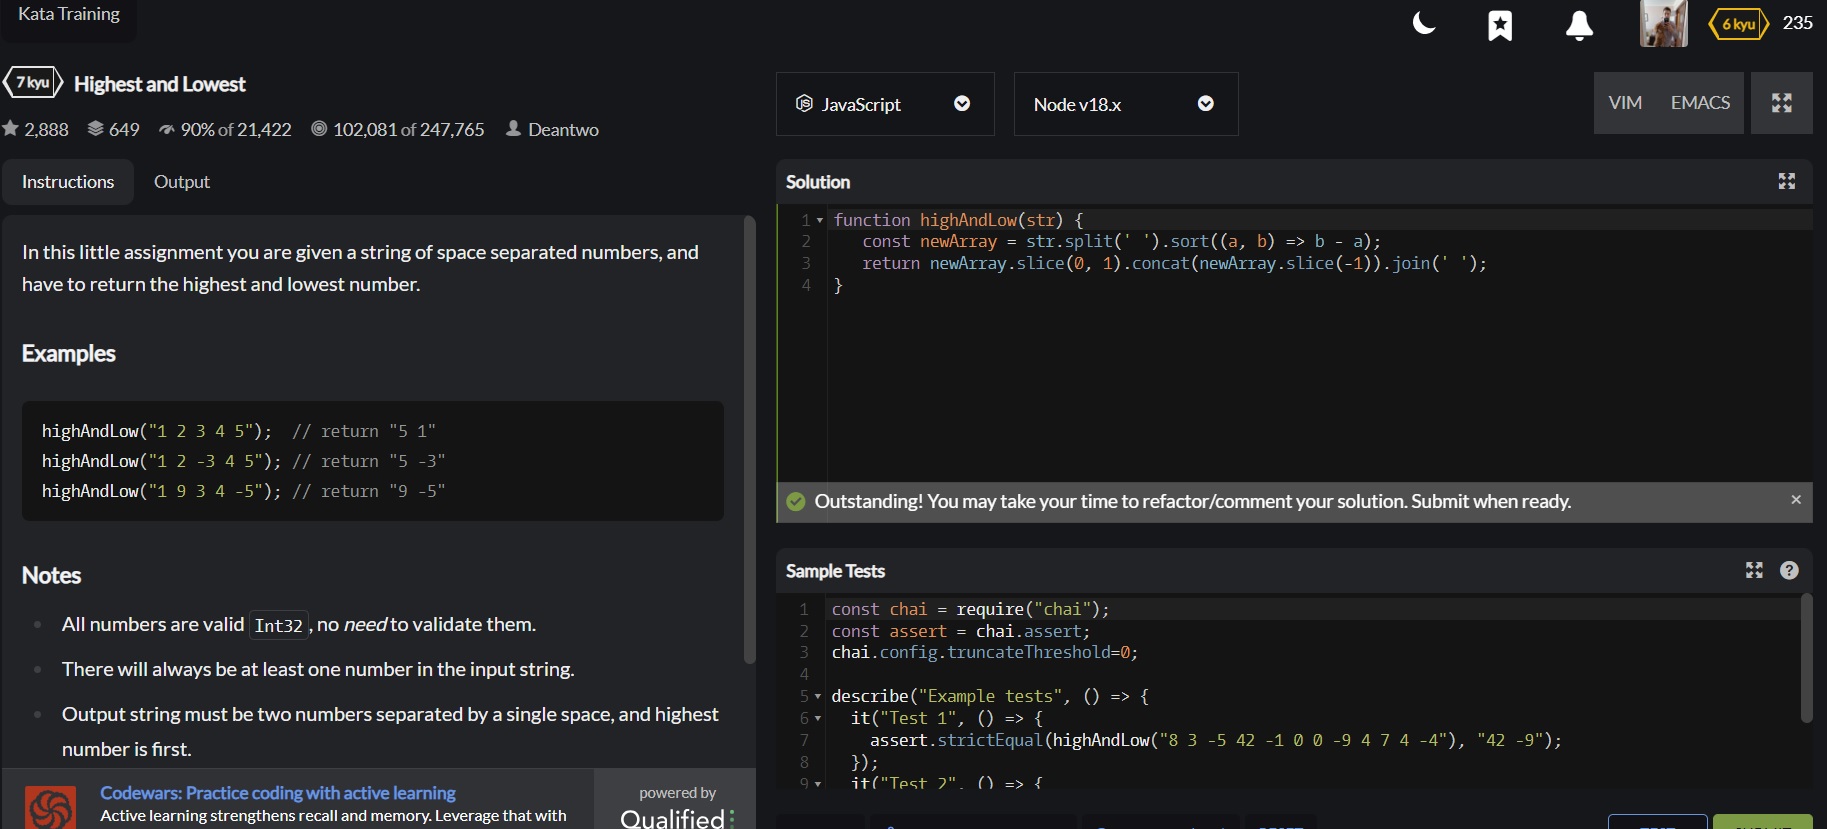 Kata Training
6 kyu 235
7 kyu Highest and Lowest
2,888 649 90% of 21,422 102,081 of 247,765 Deantwo
Instructions Output
In this little assignment you are given a string of space separated numbers, and
have to return the highest and lowest number.
Examples
highAndLow("1 2 3 4 5");  // return "5 1"
highAndLow("1 2 -3 4 5"); // return "5 -3"
highAndLow("1 9 3 4 -5"); // return "9 -5"
Notes
All numbers are valid Int32, no need to validate them.
There will always be at least one number in the input string.
Output string must be two numbers separated by a single space, and highest
number is first.
Codewars: Practice coding with active learning
Active learning strengthens recall and memory. Leverage that with
powered by
Qualified
JS JavaScript Node v18.x VIM EMACS
Solution
1 function highAndLow(str) {
2 const newArray = str.split(' ').sort((a, b) => b - a);
3 return newArray.slice(0, 1).concat(newArray.slice(-1)).join(' ');
4 }
Outstanding! You may take your time to refactor/comment your solution. Submit when ready. ×
Sample Tests ?
1 const chai = require("chai");
2 const assert = chai.assert;
3 chai.config.truncateThreshold=0;
4
5 describe("Example tests", () => {
6 it("Test 1", () => {
7 assert.strictEqual(highAndLow("8 3 -5 42 -1 0 0 -9 4 7 4 -4"), "42 -9");
8 });
9 it("Test 2", () => {